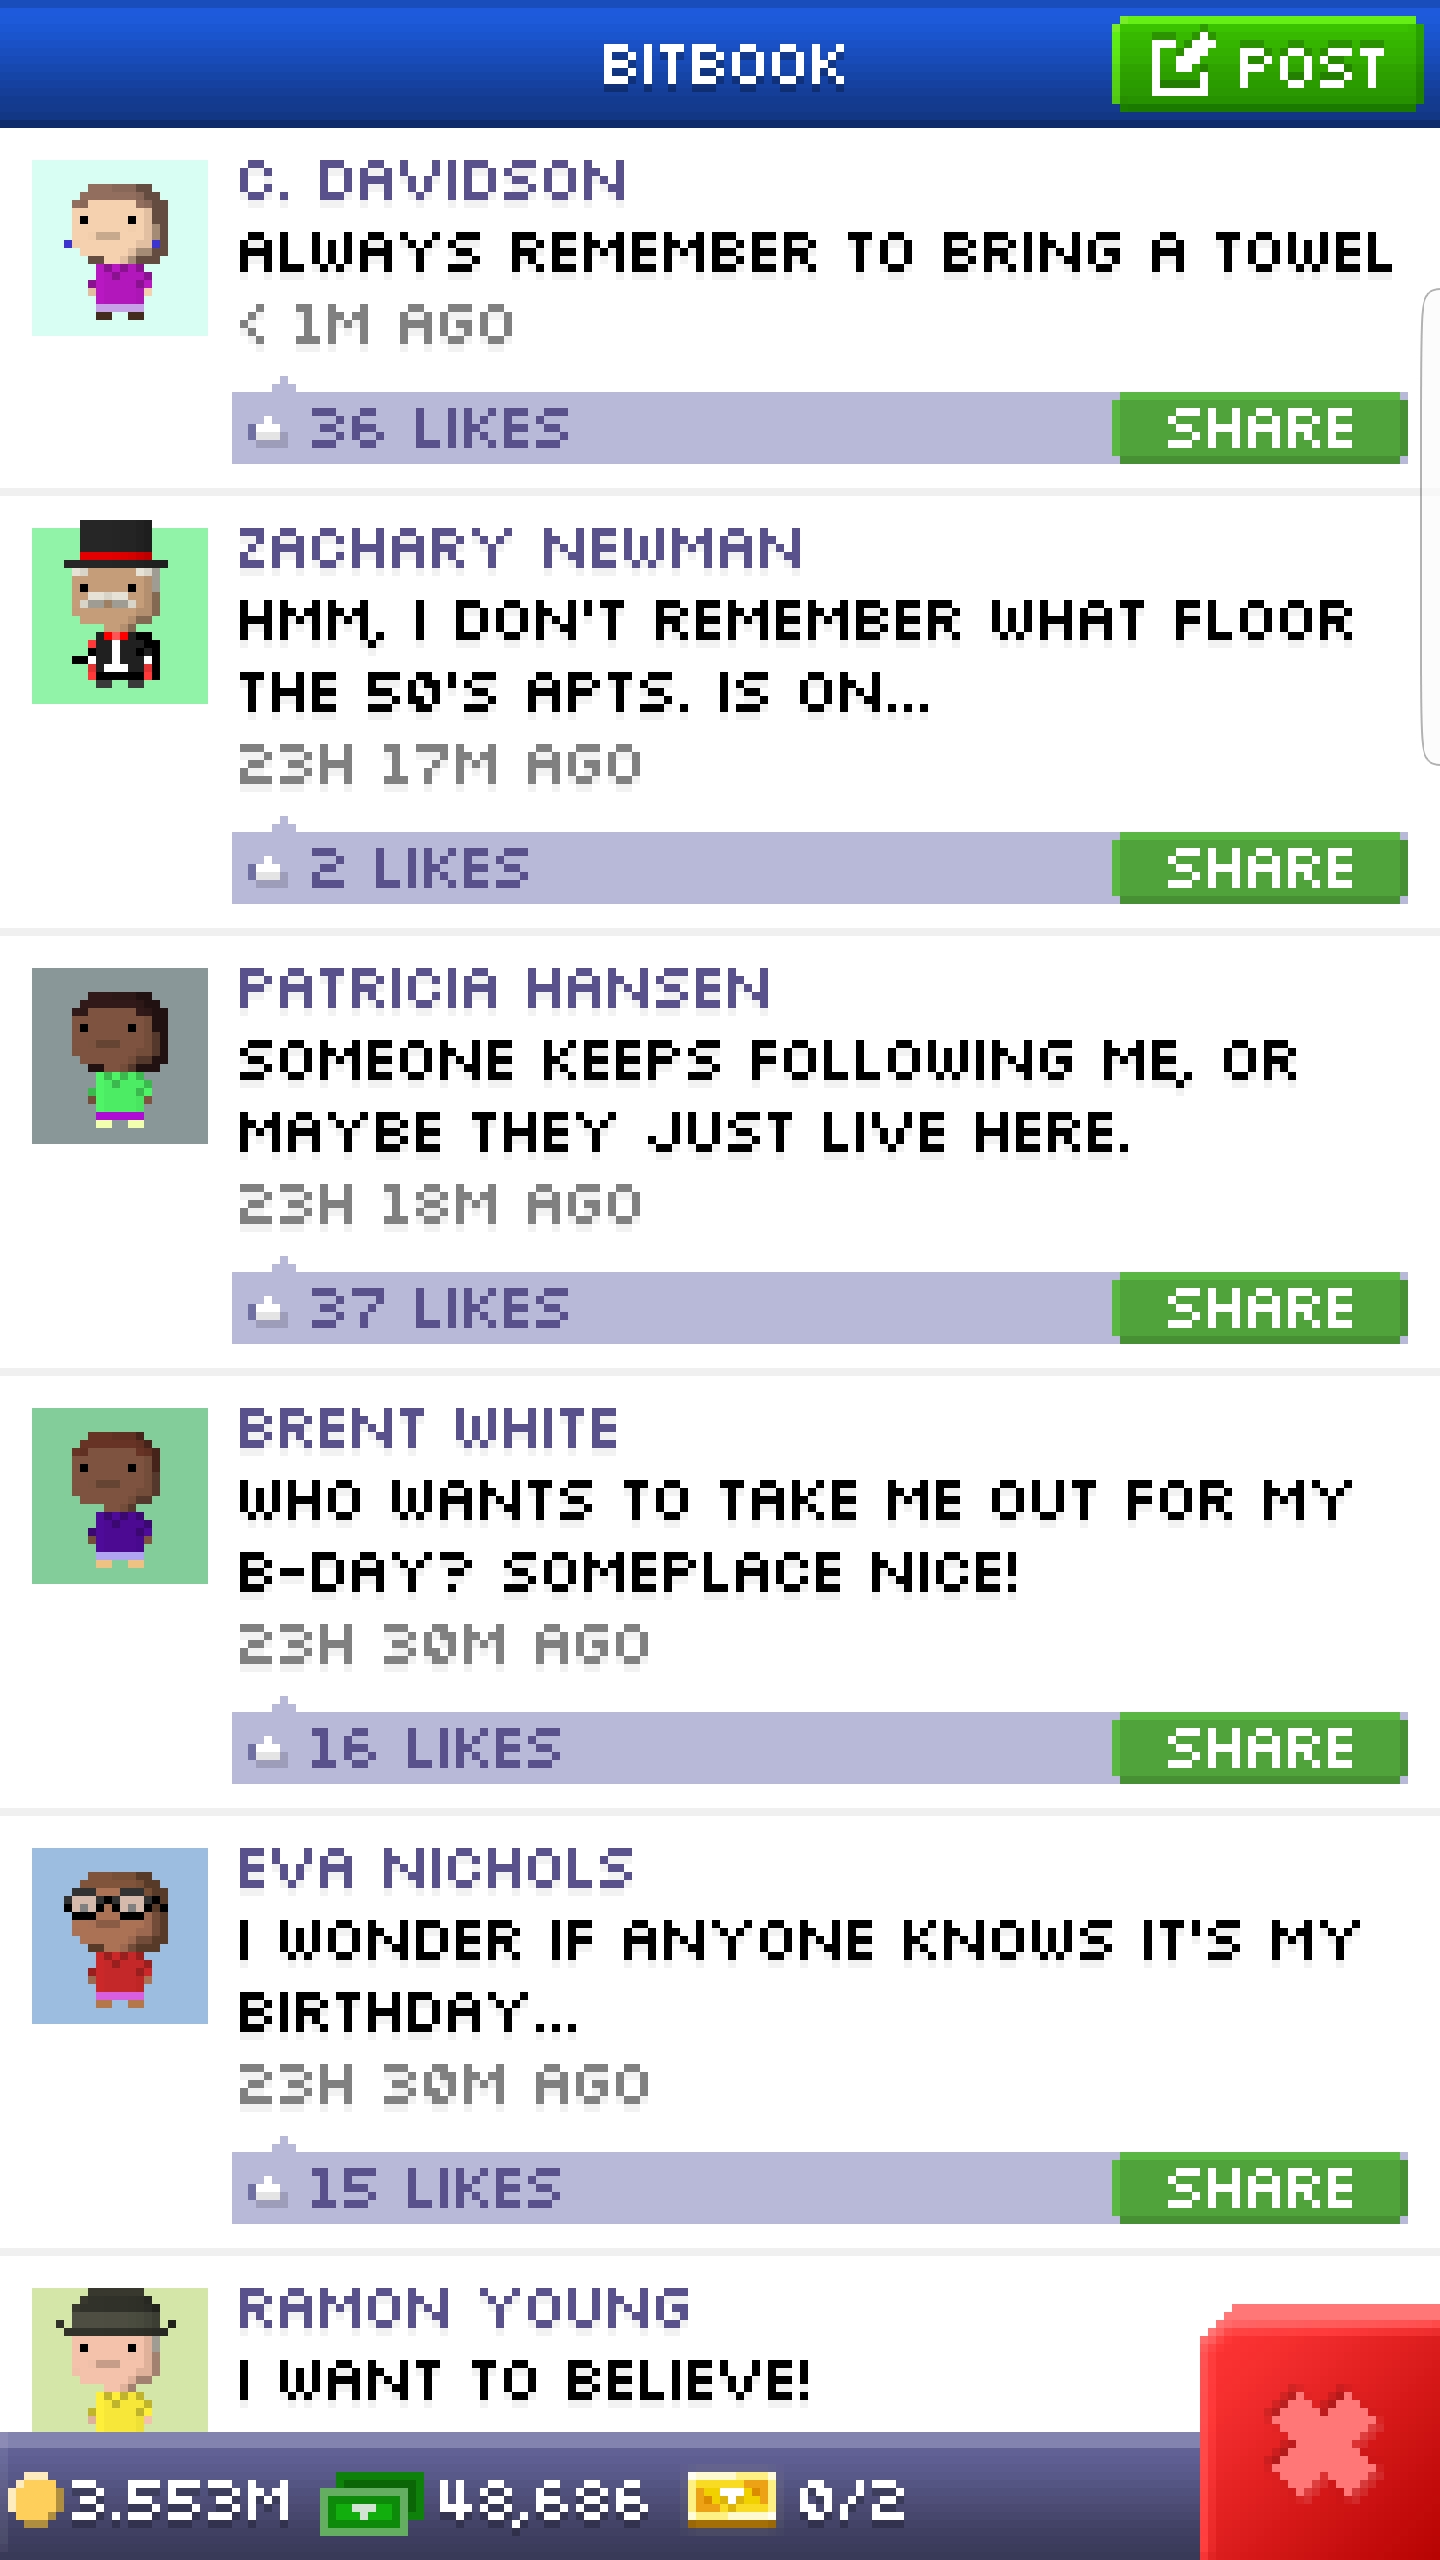 BITBOOK
POST
C. DAVIDSON
ALWAYS REMEMBER TO BRING A TOWEL
< 1M AGO
36 LIKES
SHARE
ZACHARY NEWMAN
HMM, I DON'T REMEMBER WHAT FLOOR
THE 50'S APTS. IS ON...
23H 17M AGO
2 LIKES
SHARE
PATRICIA HANSEN
SOMEONE KEEPS FOLLOWING ME, OR
MAYBE THEY JUST LIVE HERE.
23H 18M AGO
37 LIKES
SHARE
BRENT WHITE
WHO WANTS TO TAKE ME OUT FOR MY
B-DAY? SOMEPLACE NICE!
23H 30M AGO
16 LIKES
SHARE
EVA NICHOLS
I WONDER IF ANYONE KNOWS IT'S MY
BIRTHDAY...
23H 30M AGO
15 LIKES
SHARE
RAMON YOUNG
I WANT TO BELIEVE!
3.553M 48,686 0/2